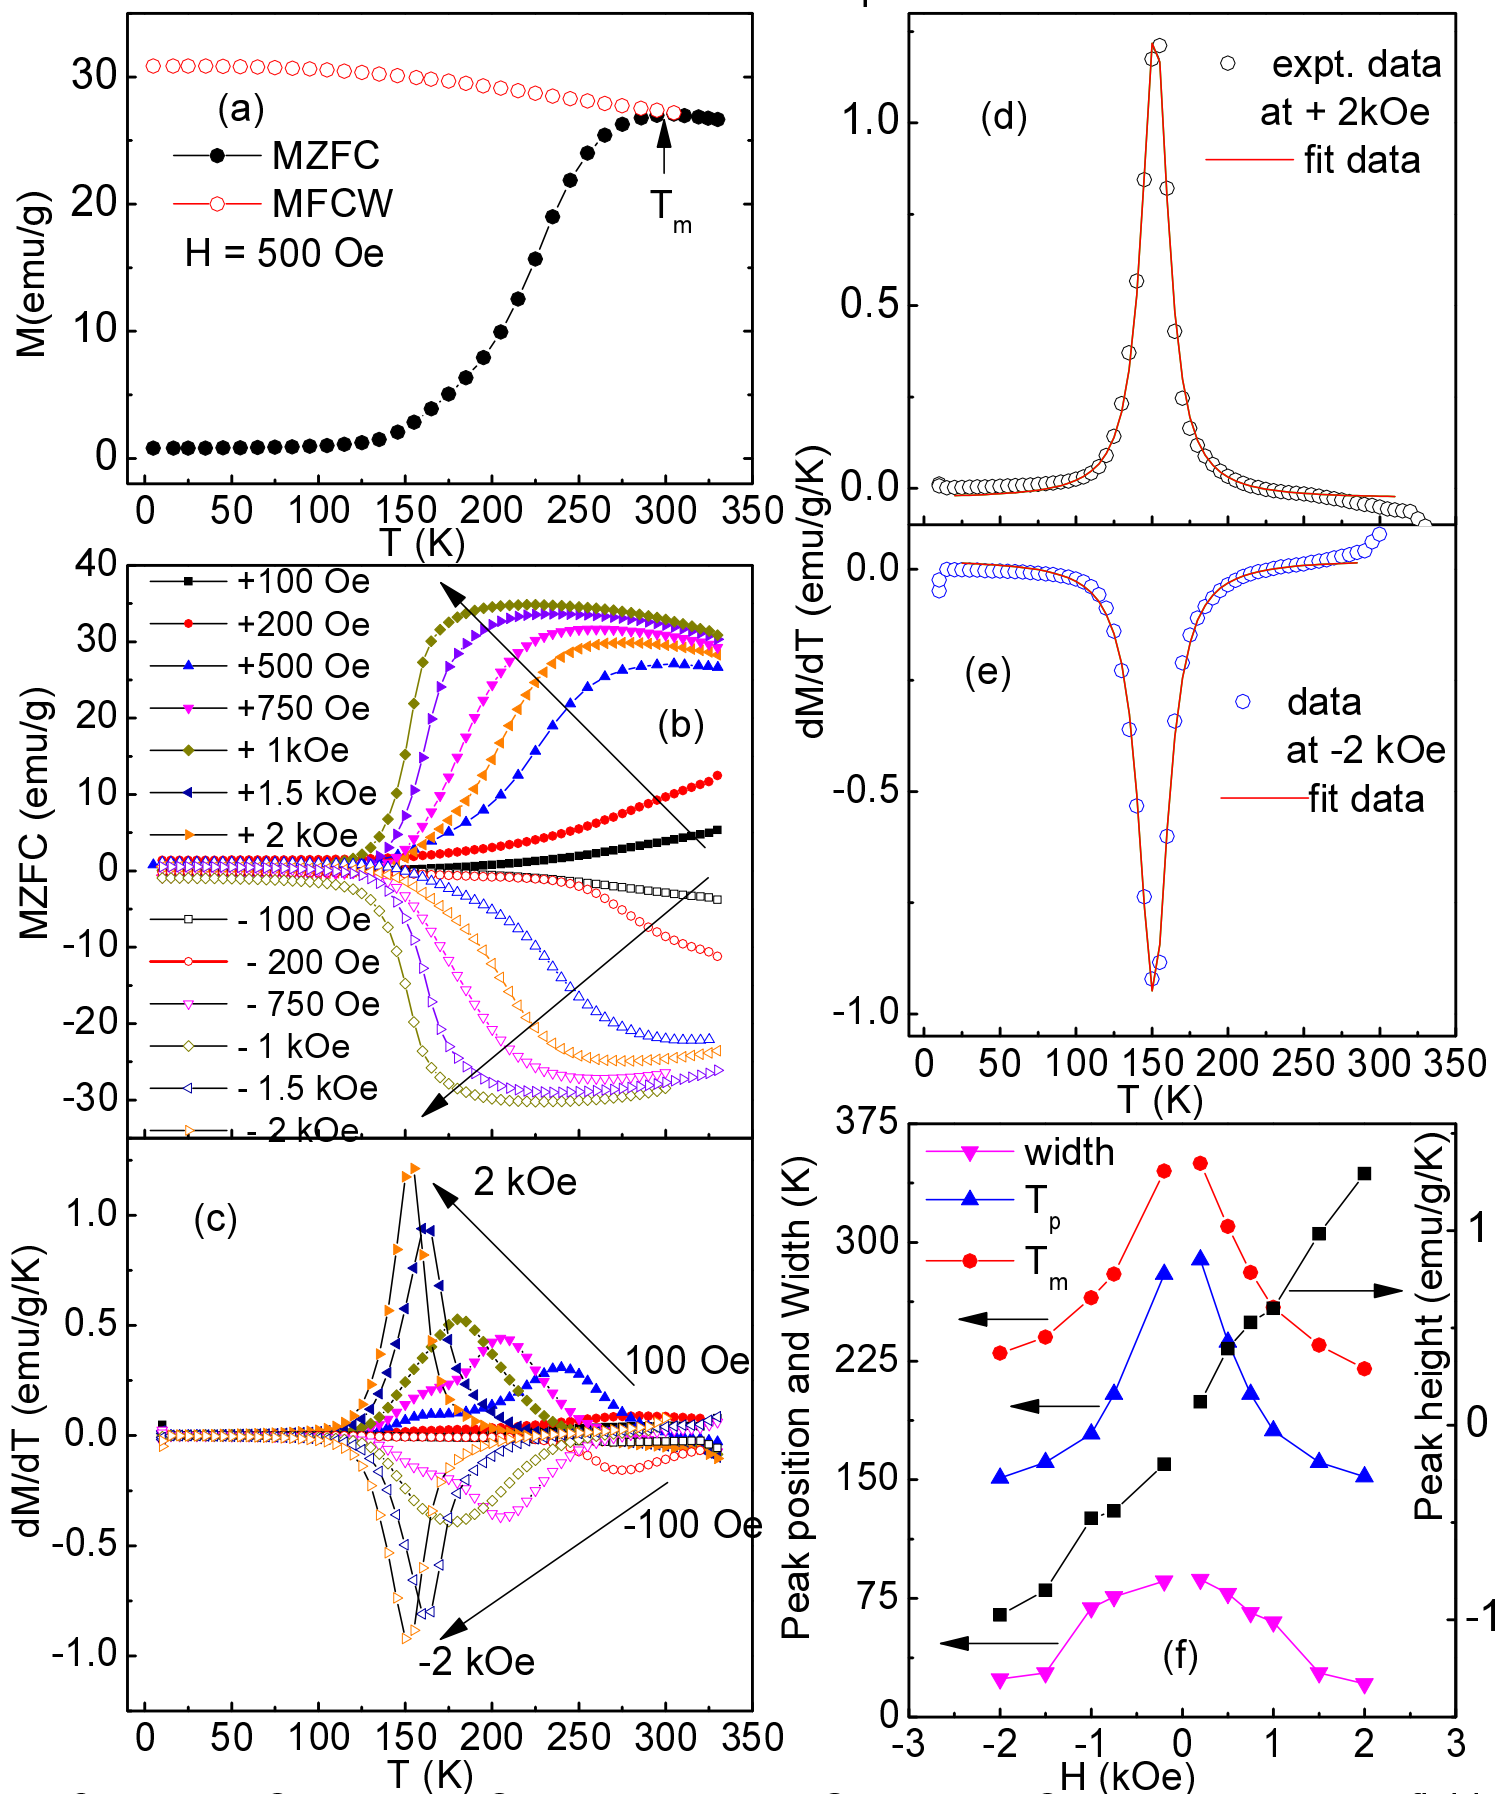 30
20
10
0
M(emu/g)
(a)
MZFC
MFCW
H = 500 Oe
Tm
0 50 100 150 200 250 300 350
T (K)
40
30
20
10
0
-10
-20
-30
MZFC (emu/g)
+100 Oe
+200 Oe
+500 Oe
+750 Oe
+ 1kOe
+1.5 kOe
+ 2 kOe
(b)
- 100 Oe
- 200 Oe
- 750 Oe
- 1 kOe
- 1.5 kOe
- 2 kOe
1.0
0.5
0.0
-0.5
-1.0
dM/dT (emu/g/K)
(c)
2 kOe
100 Oe
-100 Oe
-2 kOe
0 50 100 150 200 250 300 350
T (K)
1.0
0.5
0.0
(d)
expt. data
at + 2kOe
fit data
dM/dT (emu/g/K)
0.0
-0.5
-1.0
(e)
data
at -2 kOe
fit data
0 50 100 150 200 250 300 350
T (K)
375
300
225
150
75
0
Peak position and Width (K)
width
Tp
Tm
(f)
1
0
-1
Peak height (emu/g/K)
-3 -2 -1 0 1 2 3
H (kOe)